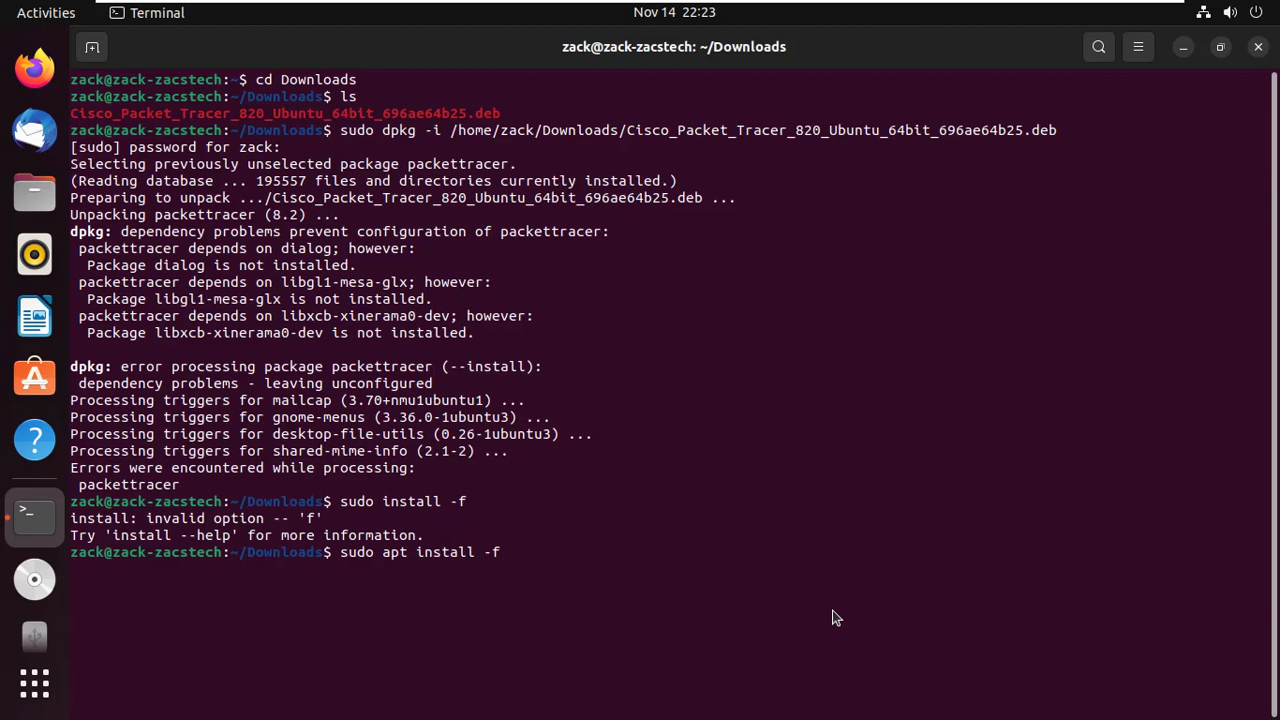 Activities
Terminal
Nov 14 22:23
zack@zack-zacstech: ~/Downloads
zack@zack-zacstech:~$ cd Downloads
zack@zack-zacstech:~/Downloads$ ls
Cisco_Packet_Tracer_820_Ubuntu_64bit_696ae64b25.deb
zack@zack-zacstech:~/Downloads$ sudo dpkg -i /home/zack/Downloads/Cisco_Packet_Tracer_820_Ubuntu_64bit_696ae64b25.deb
[sudo] password for zack:
Selecting previously unselected package packettracer.
(Reading database ... 195557 files and directories currently installed.)
Preparing to unpack .../Cisco_Packet_Tracer_820_Ubuntu_64bit_696ae64b25.deb ...
Unpacking packettracer (8.2) ...
dpkg: dependency problems prevent configuration of packettracer:
 packettracer depends on dialog; however:
  Package dialog is not installed.
 packettracer depends on libgl1-mesa-glx; however:
  Package libgl1-mesa-glx is not installed.
 packettracer depends on libxcb-xinerama0-dev; however:
  Package libxcb-xinerama0-dev is not installed.
dpkg: error processing package packettracer (--install):
 dependency problems - leaving unconfigured
Processing triggers for mailcap (3.70+nmu1ubuntu1) ...
Processing triggers for gnome-menus (3.36.0-1ubuntu3) ...
Processing triggers for desktop-file-utils (0.26-1ubuntu3) ...
Processing triggers for shared-mime-info (2.1-2) ...
Errors were encountered while processing:
 packettracer
zack@zack-zacstech:~/Downloads$ sudo install -f
install: invalid option -- 'f'
Try 'install --help' for more information.
zack@zack-zacstech:~/Downloads$ sudo apt install -f